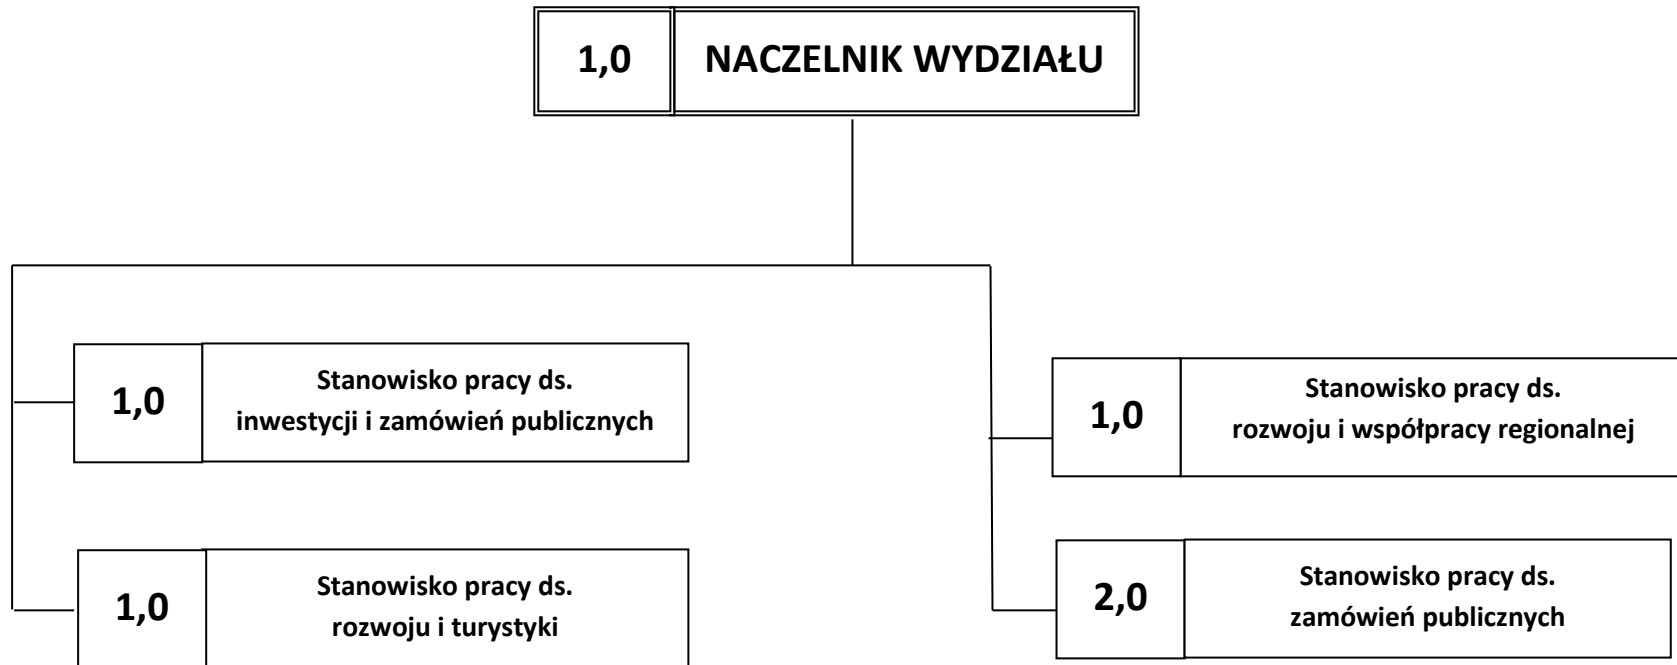 1,0 NACZELNIK WYDZIAŁU
1,0
Stanowisko pracy ds.
inwestycji i zamówień publicznych
1,0
Stanowisko pracy ds.
rozwoju i współpracy regionalnej
1,0
Stanowisko pracy ds.
rozwoju i turystyki
2,0
Stanowisko pracy ds.
zamówień publicznych